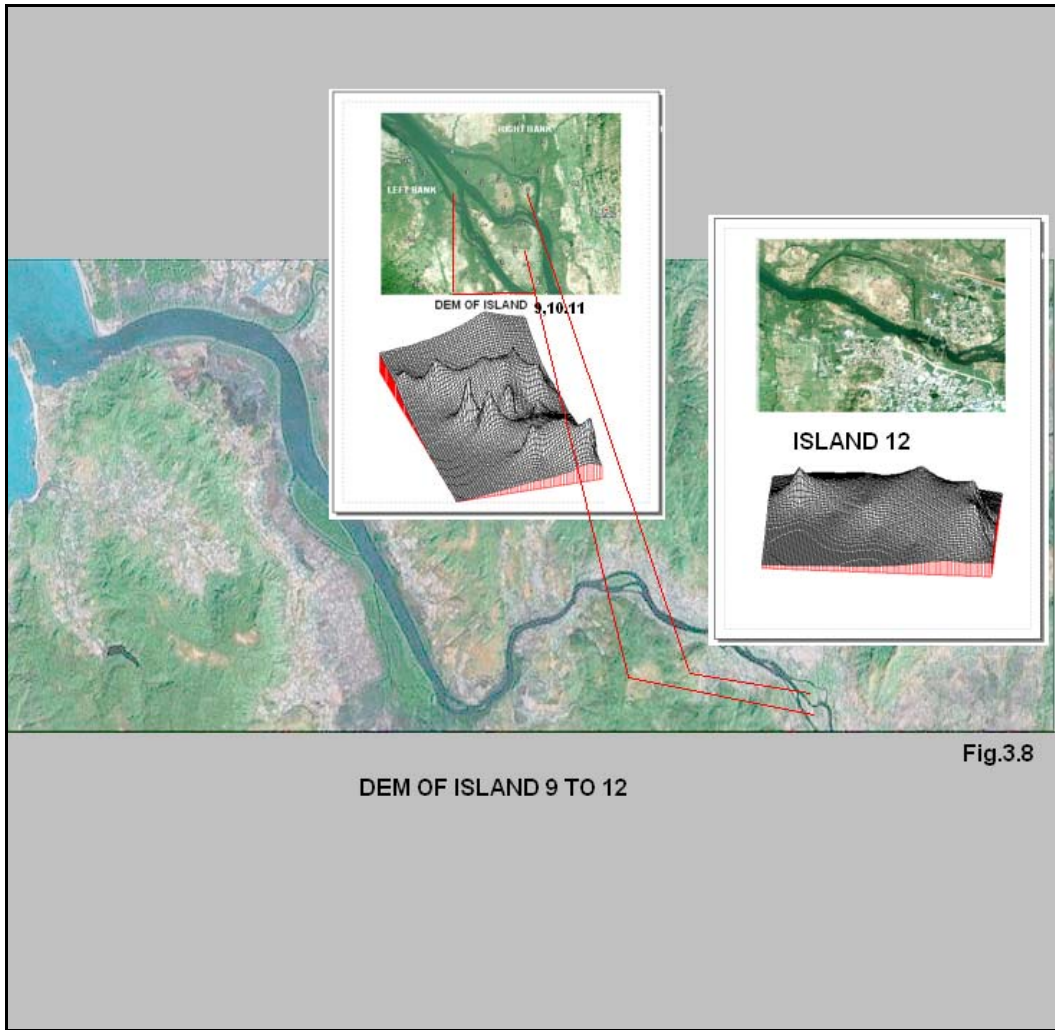 RIGHT BANK
LEFT BANK
DEM OF ISLAND 9,10.11
ISLAND 12
Fig.3.8
DEM OF ISLAND 9 TO 12